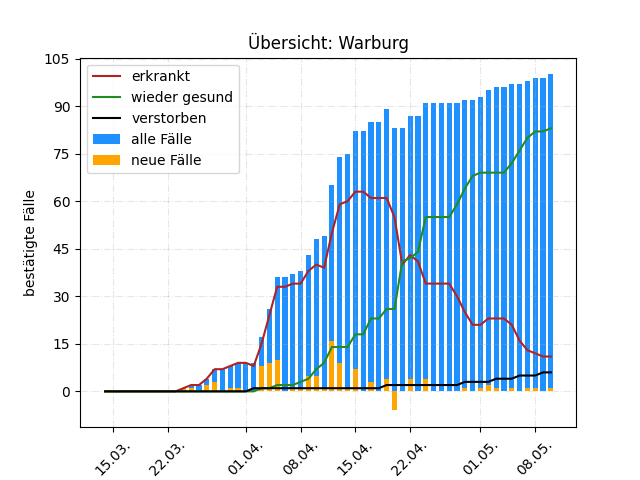 Übersicht: Warburg
bestätigte Fälle
105
90
75
60
45
30
15
0
erkrankt
wieder gesund
verstorben
alle Fälle
neue Fälle
15.03.
22.03.
01.04.
08.04.
15.04.
22.04.
01.05.
08.05.